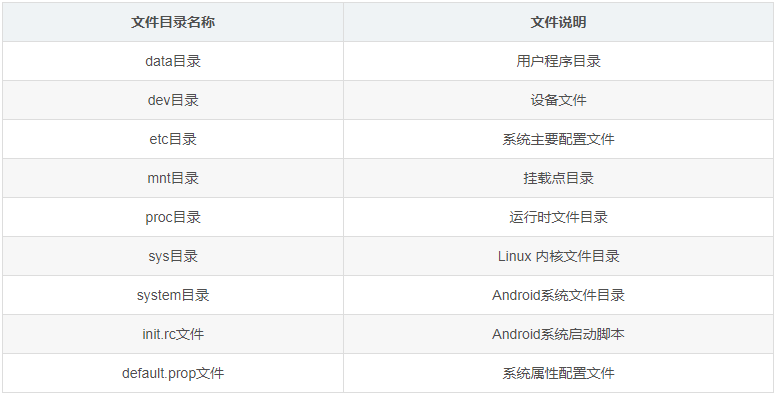 文件目录名称 文件说明
data目录 用户程序目录
dev目录 设备文件
etc目录 系统主要配置文件
mnt目录 挂载点目录
proc目录 运行时文件目录
sys目录 Linux 内核文件目录
system目录 Android系统文件目录
init.rc文件 Android系统启动脚本
default.prop文件 系统属性配置文件